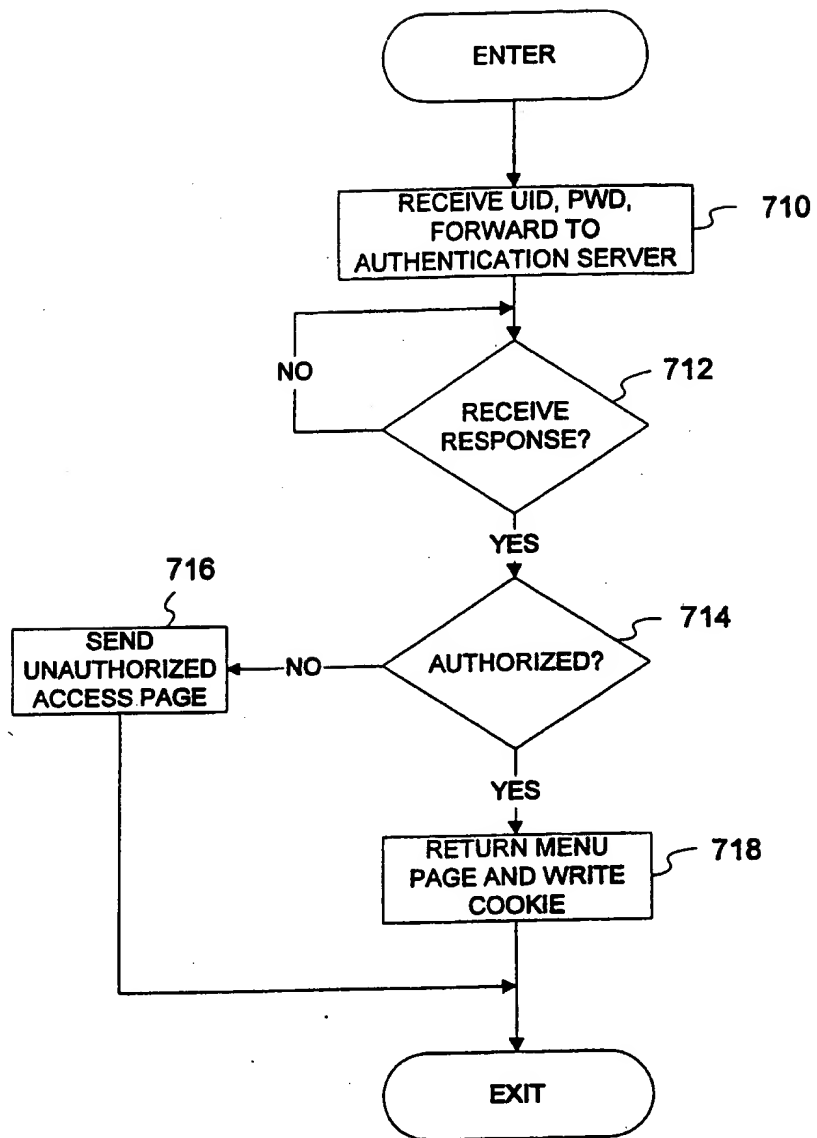 ENTER
RECEIVE UID, PWD,
FORWARD TO
AUTHENTICATION SERVER
710
NO
712
RECEIVE
RESPONSE?
YES
716
714
SEND
UNAUTHORIZED
ACCESS PAGE
NO
AUTHORIZED?
YES
RETURN MENU
PAGE AND WRITE
COOKIE
718
EXIT